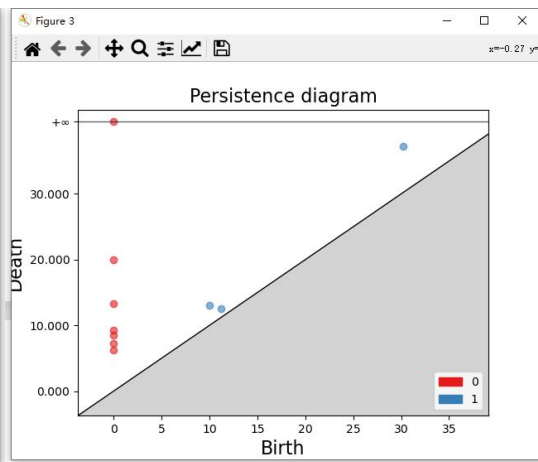 Figure 3
x=-0.27 y=
Persistence diagram
+∞
30.000
20.000
10.000
0.000
Death
0 5 10 15 20 25 30 35
Birth
0
1